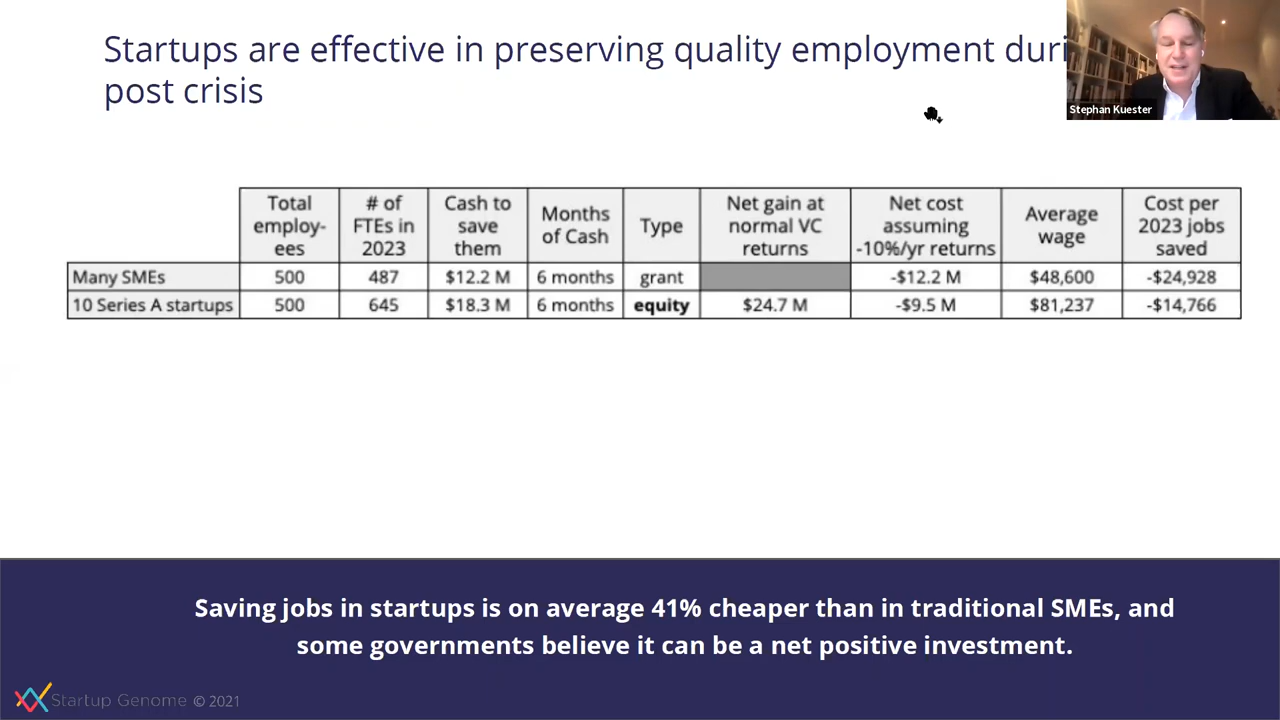 Startups are effective in preserving quality employment duri
post crisis
Stephan Kuester
Total employ-ees # of FTEs in 2023 Cash to save them Months of Cash Type Net gain at normal VC returns Net cost assuming -10%/yr returns Average wage Cost per 2023 jobs saved
Many SMEs 500 487 $12.2 M 6 months grant -$12.2 M $48,600 -$24,928
10 Series A startups 500 645 $18.3 M 6 months equity $24.7 M -$9.5 M $81,237 -$14,766
Saving jobs in startups is on average 41% cheaper than in traditional SMEs, and
some governments believe it can be a net positive investment.
Startup Genome © 2021